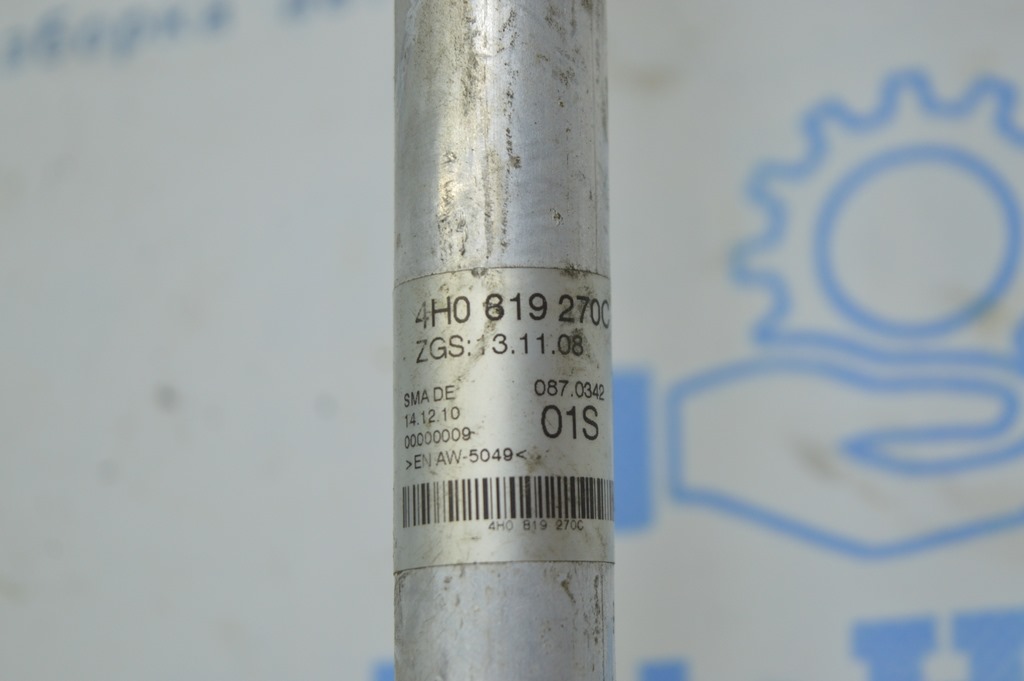 4H0 819 270C
ZGS: 13.11.08
SMA DE
087.0342
14.12.10
01S
00000009
>EN AW-5049<
4H0 819 270C